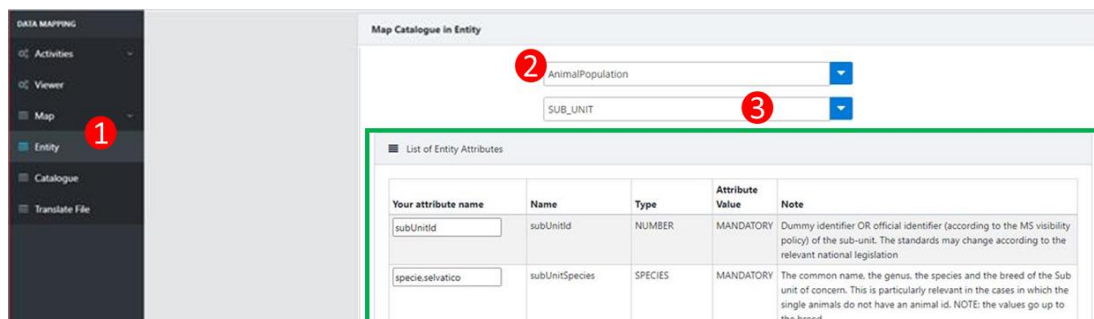 DATA MAPPING
Activities
Viewer
Map
1
Entity
Catalogue
Translate File
Map Catalogue in Entity
2
AnimalPopulation
SUB_UNIT
3
List of Entity Attributes
Your attribute name Name Type Attribute Value Note
subUnitId subUnitId NUMBER MANDATORY Dummy identifier OR official identifier (according to the MS visibility
policy) of the sub-unit. The standards may change according to the
relevant national legislation
specie,selvatico subUnitSpecies SPECIES MANDATORY The common name, the genus, the species and the breed of the Sub
unit of concern. This is particularly relevant in the cases in which the
single animals do not have an animal id. NOTE: the values go up to
the breed